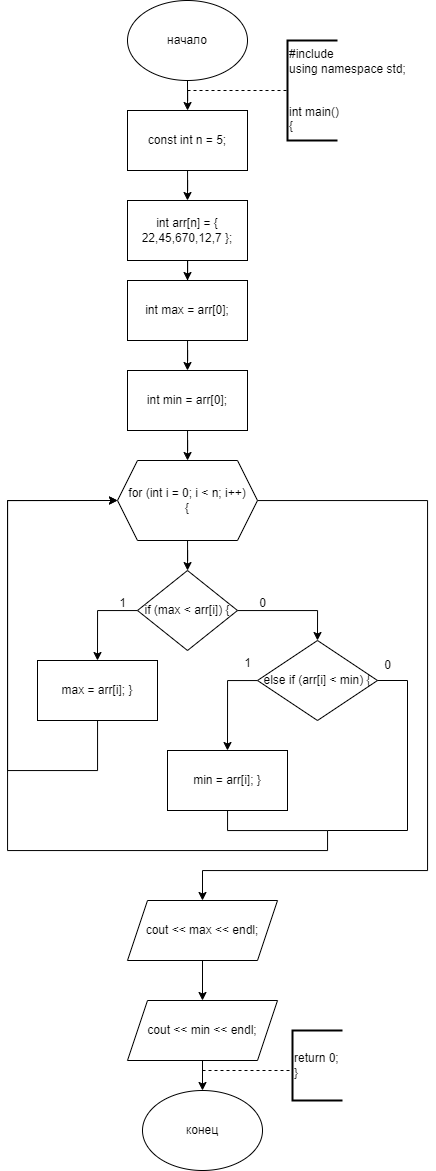 начало
#include
using namespace std;
int main()
{
const int n = 5;
int arr[n] = {
22,45,670,12,7 };
int max = arr[0];
int min = arr[0];
for (int i = 0; i < n; i++)
{
1
if (max < arr[i]) {
0
max = arr[i]; }
1
else if (arr[i] < min) {
0
min = arr[i]; }
cout << max << endl;
cout << min << endl;
return 0;
}
конец